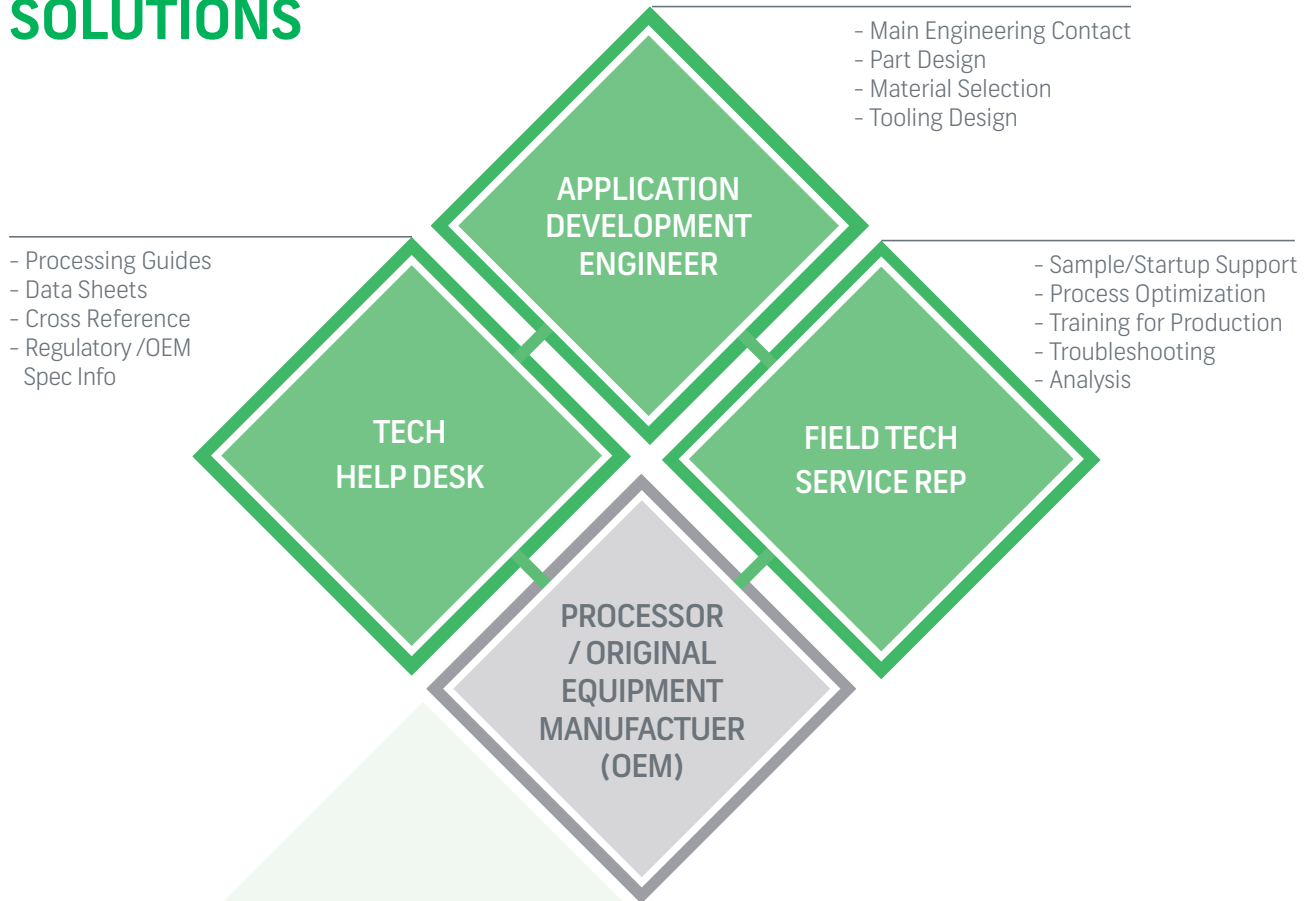 SOLUTIONS
- Main Engineering Contact
- Part Design
- Material Selection
- Tooling Design
APPLICATION
DEVELOPMENT
ENGINEER
- Processing Guides
- Data Sheets
- Cross Reference
- Regulatory /OEM
Spec Info
- Sample/Startup Support
- Process Optimization
- Training for Production
- Troubleshooting
- Analysis
TECH
HELP DESK
FIELD TECH
SERVICE REP
PROCESSOR
/ ORIGINAL
EQUIPMENT
MANUFACTUER
(OEM)